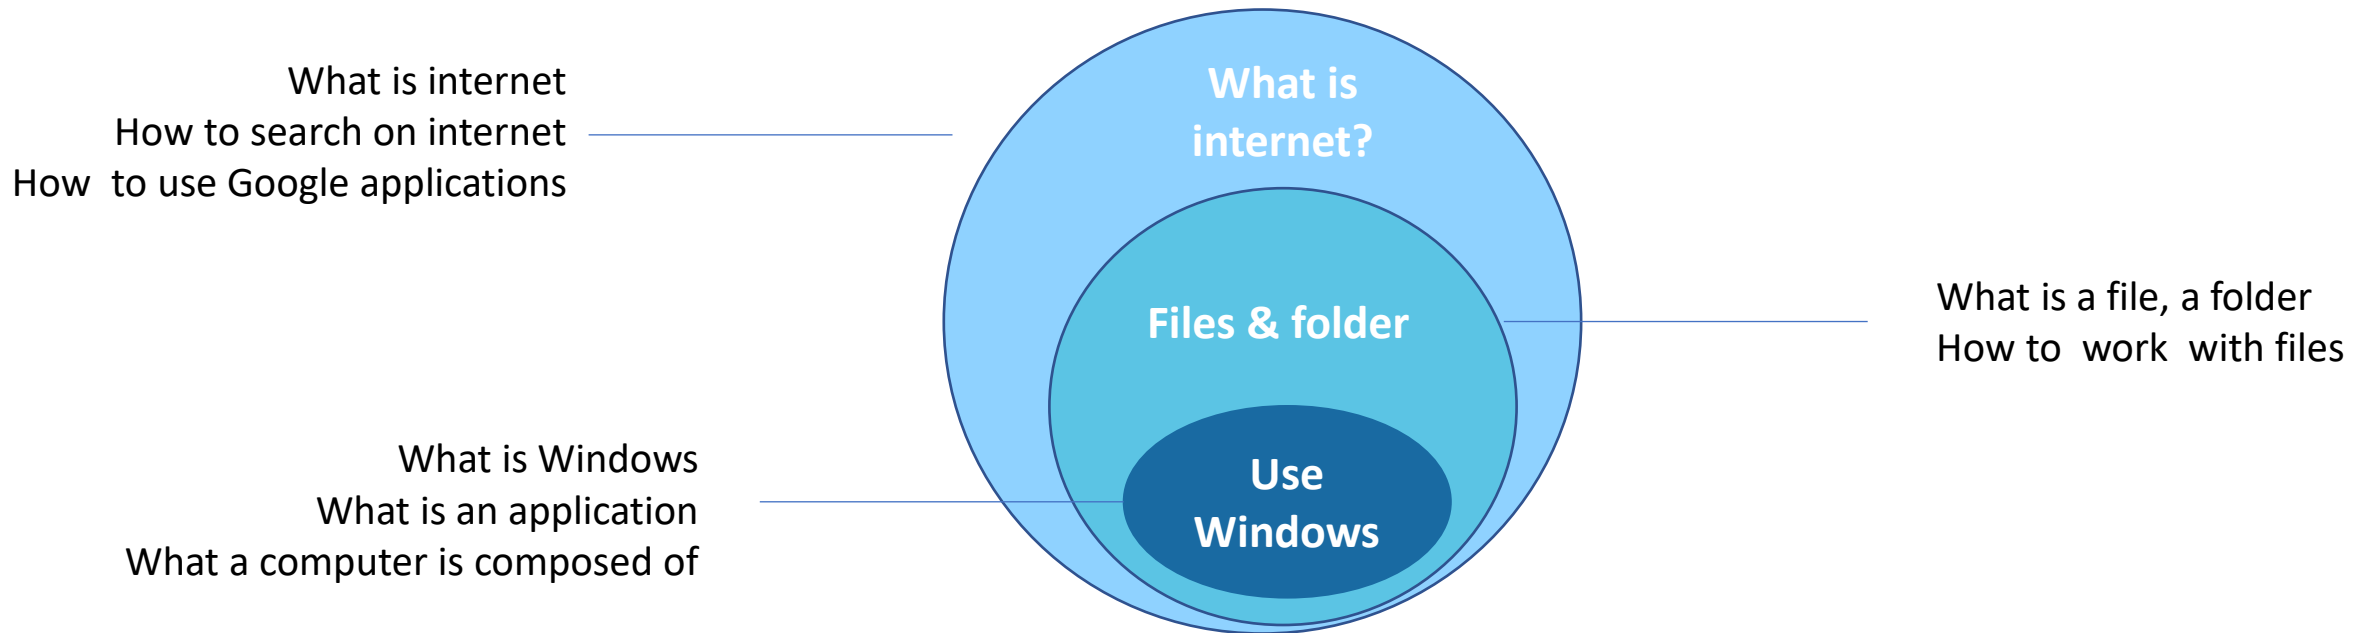 What is internet
How to search on internet
How  to use Google applications
What is
internet?
Files & folder
What is a file, a folder
How to  work  with files
What is Windows
What is an application
What a computer is composed of
Use
Windows